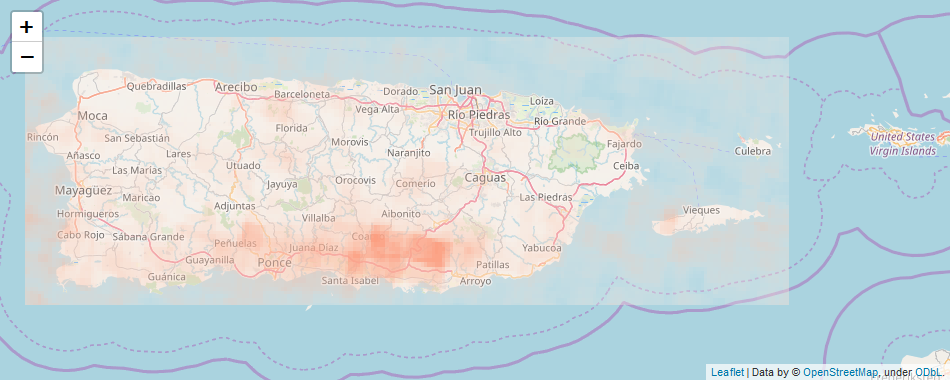 +
−
Quebradillas
Arecibo
Barceloneta
Dorado
San Juan
Loíza
Moca
Vega Alta
Río Piedras
Río Grande
Rincón
San Sebastián
Florida
Trujillo Alto
Fajardo
United States
Virgin Islands
Añasco
Lares
Morovis
Naranjito
Culebra
Las Marías
Utuado
Ceiba
Mayagüez
Jayuya
Orocovis
Comerío
Caguas
Maricao
Las Piedras
Hormigueros
Adjuntas
Villalba
Aibonito
Vieques
Cabo Rojo
Sábana Grande
Peñuelas
Juana Díaz
Coa
Yabucoa
Guayanilla
Ponce
Patillas
Guánica
Santa Isabel
Arroyo
Leaflet | Data by © OpenStreetMap, under ODbL.